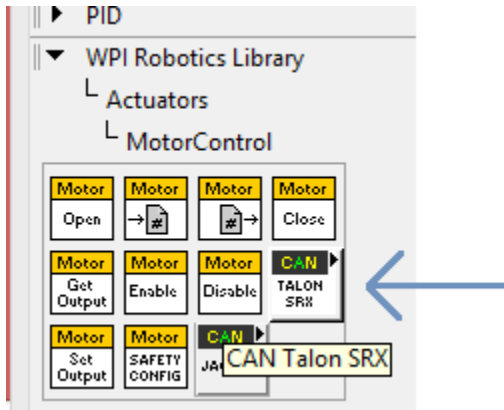 PID
WPI Robotics Library
Actuators
MotorControl
Motor Motor Motor Motor
Open # # Close
Motor Motor Motor CAN
Get Output Enable Disable TALON SRX
Motor Motor CAN
Set Output SAFETY CONFIG
CAN Talon SRX